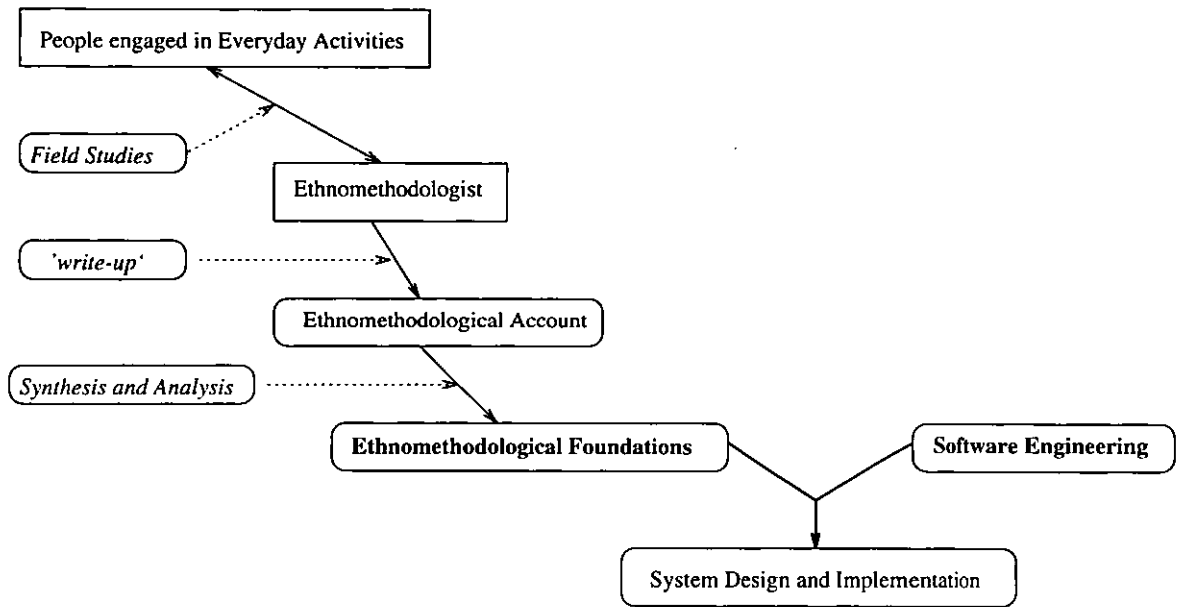 People engaged in Everyday Activities
Field Studies
Ethnomethodologist
'write-up‘
Ethnomethodological Account
Synthesis and Analysis
Ethnomethodological Foundations
Software Engineering
System Design and Implementation